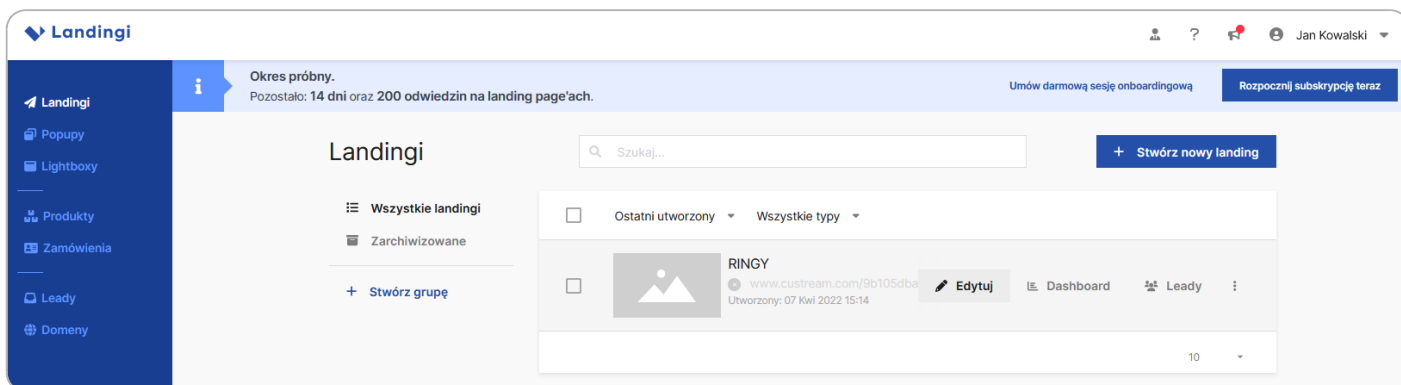 Landingi
? Jan Kowalski
Okres próbny.
Pozostało: 14 dni oraz 200 odwiedzin na landing page'ach.
Umów darmową sesję onboardingową
Rozpocznij subskrypcję teraz
Landingi
Popupy
Lightboxy
Produkty
Zamówienia
Leady
Domeny
Landingi
Szukaj...
+ Stwórz nowy landing
Wszystkie landingi
Zarchiwizowane
+ Stwórz grupę
Ostatni utworzony Wszystkie typy
RINGY
www.custream.com/9b105dba
Utworzony: 07 Kwi 2022 15:14
Edytuj Dashboard Leady
10